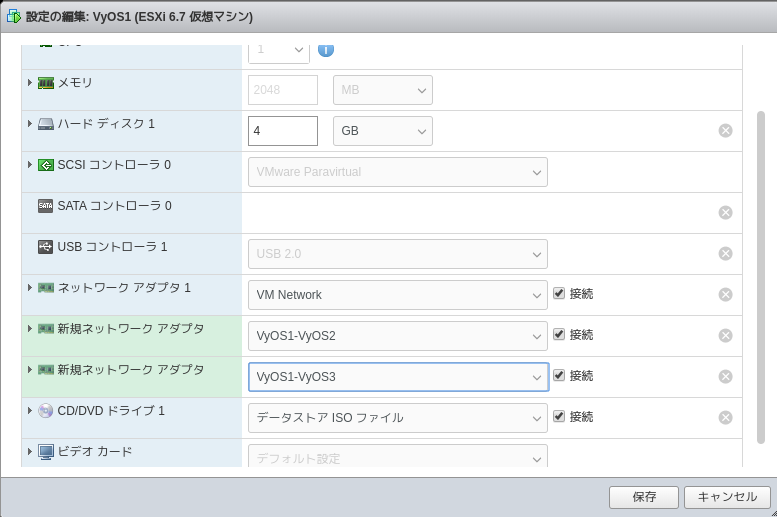 設定の編集: VyOS1 (ESXi 6.7 仮想マシン)
1
メモリ 2048 MB
ハード ディスク 1 4 GB
SCSI コントローラ 0 VMware Paravirtual
SATA コントローラ 0
USB コントローラ 1 USB 2.0
ネットワーク アダプタ 1 VM Network 接続
新規ネットワーク アダプタ VyOS1-VyOS2 接続
新規ネットワーク アダプタ VyOS1-VyOS3 接続
CD/DVD ドライブ 1 データストア ISO ファイル 接続
ビデオ カード デフォルト設定
保存 キャンセル